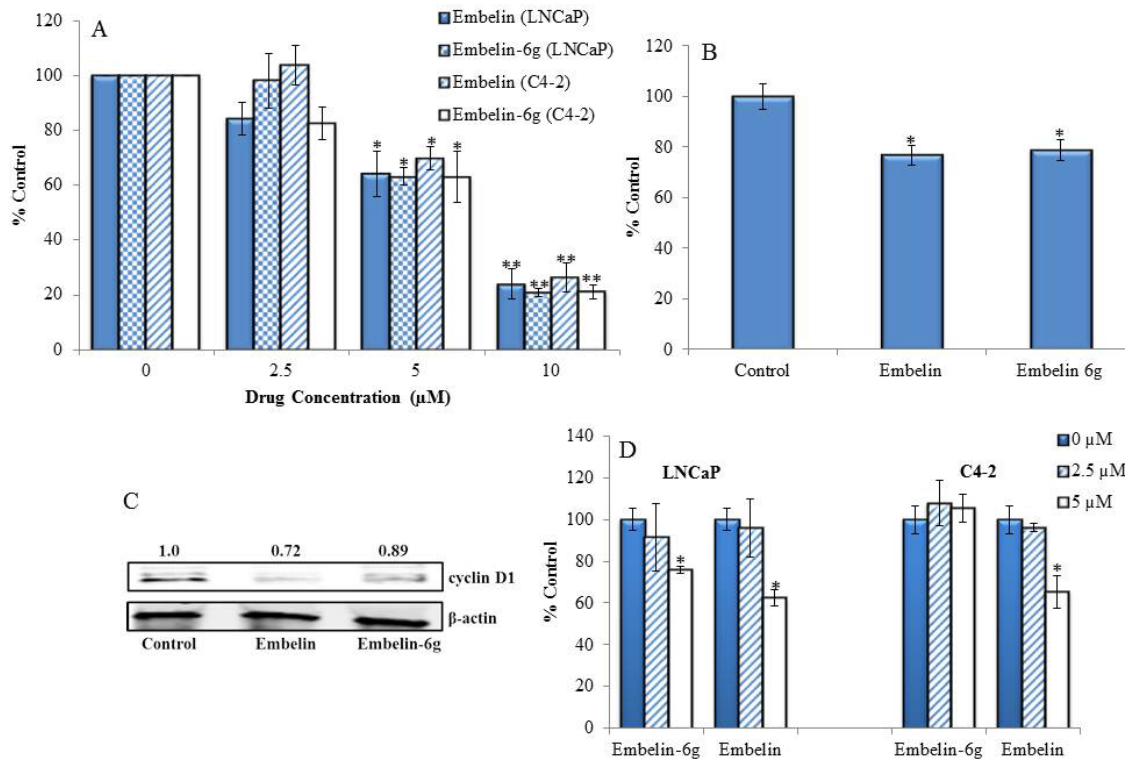 A
Embelin (LNCaP)
Embelin-6g (LNCaP)
Embelin (C4-2)
Embelin-6g (C4-2)
% Control
120
100
80
60
40
20
0
* * * *
** ** ** **
0 2.5 5 10
Drug Concentration (µM)
B
% Control
120
100
80
60
40
20
0
* *
Control Embelin Embelin 6g
C
1.0 0.72 0.89
cyclin D1
β-actin
Control Embelin Embelin-6g
D
LNCaP C4-2
0 µM
2.5 µM
5 µM
% Control
140
120
100
80
60
40
20
0
* * *
Embelin-6g Embelin Embelin-6g Embelin